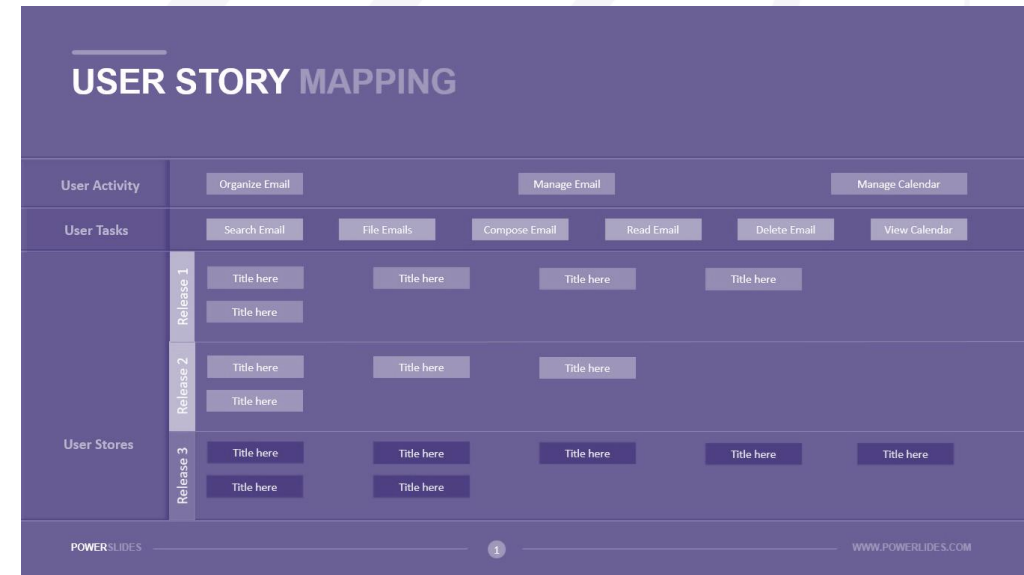 USER STORY MAPPING
User Activity
Organize Email
Manage Email
Manage Calendar
User Tasks
Search Email
File Emails
Compose Email
Read Email
Delete Email
View Calendar
User Stores
Release 1
Title here
Title here
Title here
Title here
Title here
Release 2
Title here
Title here
Title here
Title here
Release 3
Title here
Title here
Title here
Title here
Title here
Title here
Title here
POWERSLIDES
1
WWW.POWERLIDES.COM